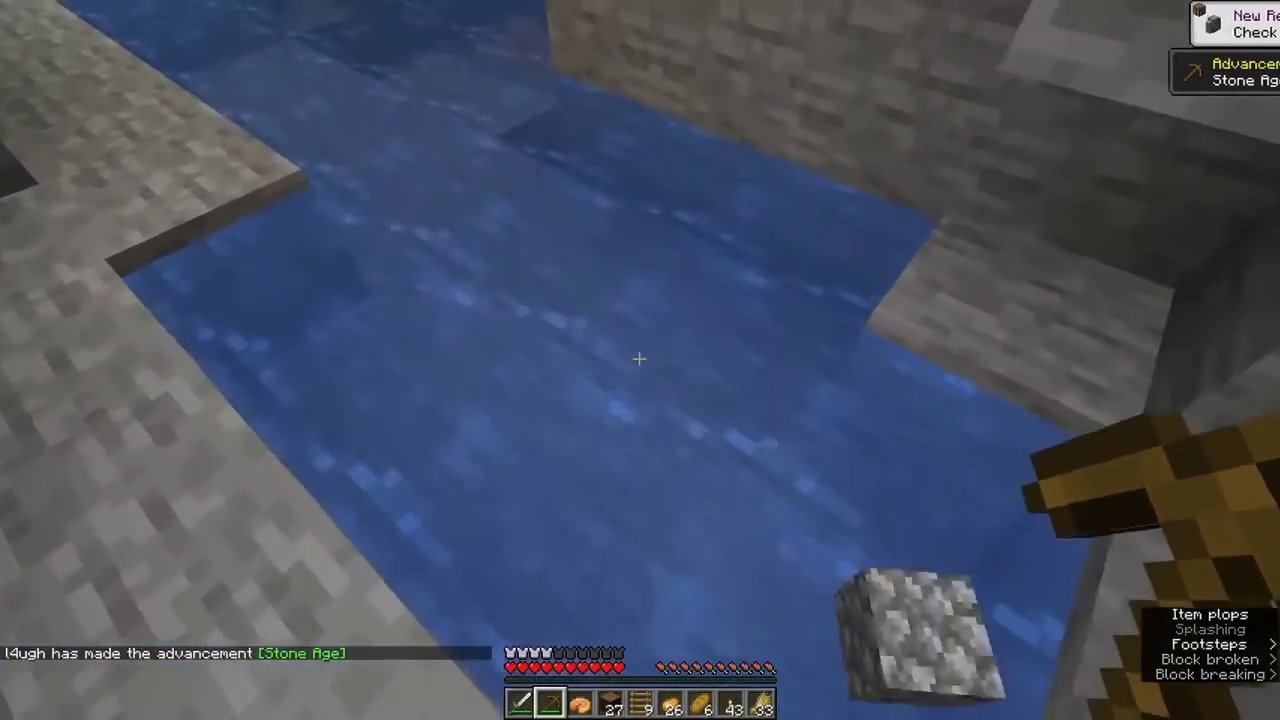 New Re
Check
Advancem
Stone Ag
l4ugh has made the advancement [Stone Age]
Item plops
Splashing
Footsteps >
Block broken >
Block breaking >
27 9 26 6 43 33